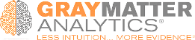 GRAYMATTER
ANALYTICS®
LESS INTUITION... MORE EVIDENCE